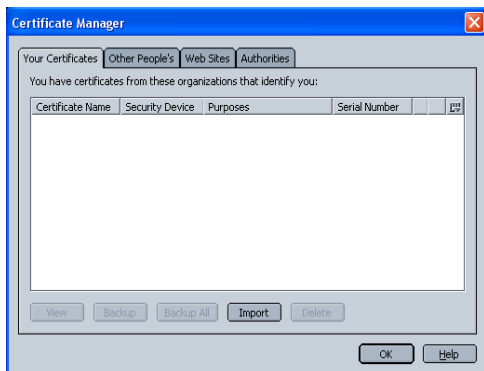 Certificate Manager
Your Certificates Other People's Web Sites Authorities
You have certificates from these organizations that identify you:
Certificate Name Security Device Purposes Serial Number
View Backup Backup All Import Delete
OK Help